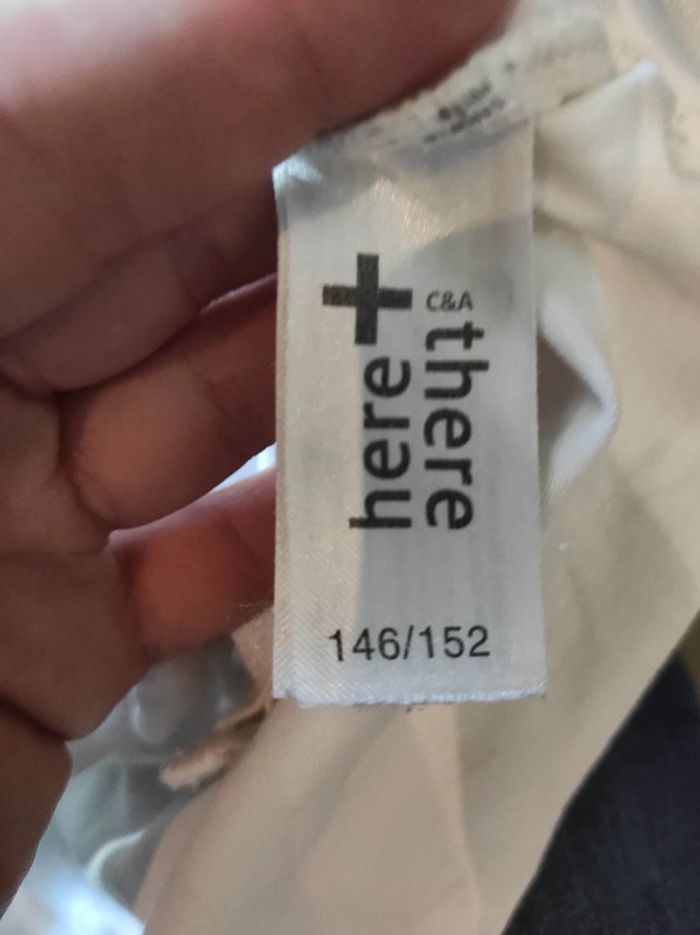 here +
C&A
there
146/152